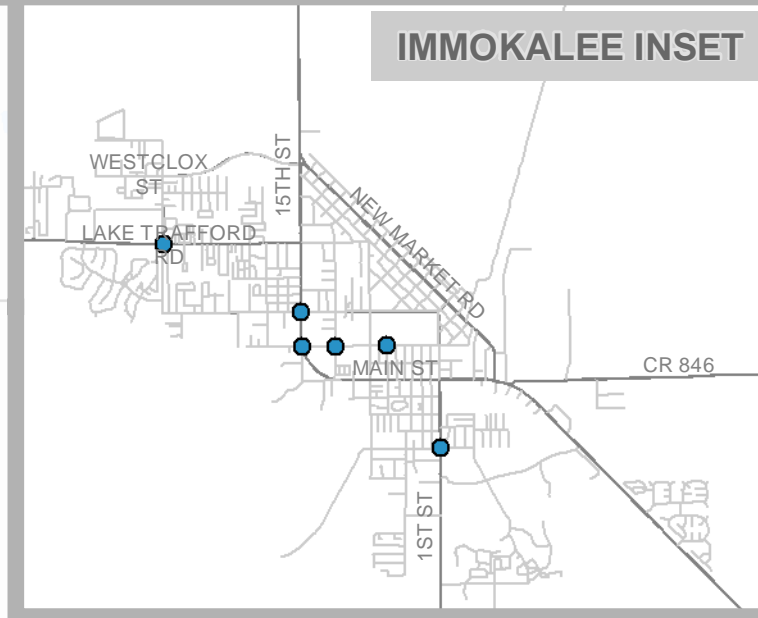 IMMOKALEE INSET
WESTCLOX
ST
15TH ST
NEW MARKET RD
LAKE TRAFFORD
RD
MAIN ST
CR 846
1ST ST